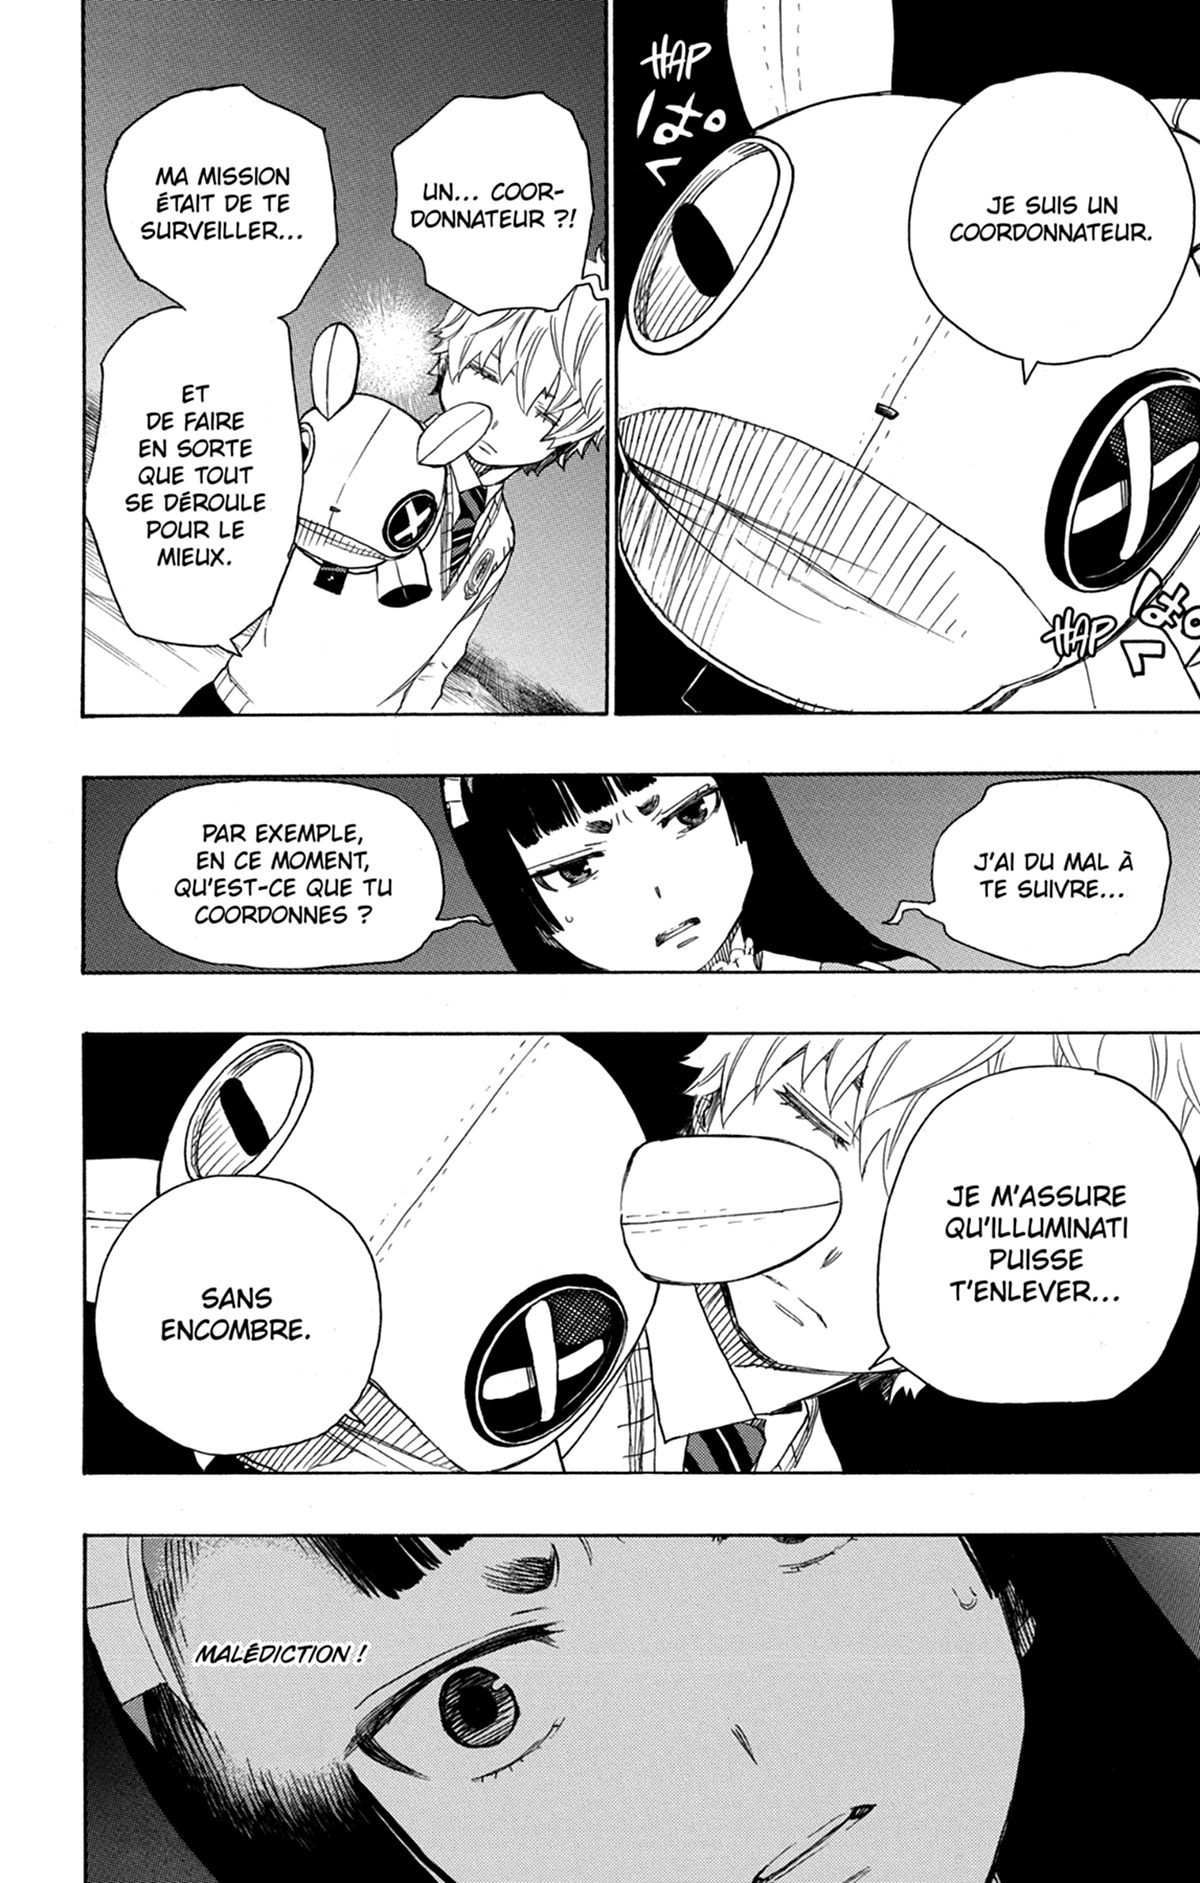 HAP
ぱく
JE SUIS UN
COORDONNATEUR.
HAP
ぱく
UN... COOR-
DONNATEUR ?!
MA MISSION
ÉTAIT DE TE
SURVEILLER...
ET
DE FAIRE
EN SORTE
QUE TOUT
SE DÉROULE
POUR LE
MIEUX.
J'AI DU MAL À
TE SUIVRE...
PAR EXEMPLE,
EN CE MOMENT,
QU'EST-CE QUE TU
COORDONNES ?
JE M'ASSURE
QU'ILLUMINATI
PUISSE
T'ENLEVER...
SANS
ENCOMBRE.
MALÉDICTION !